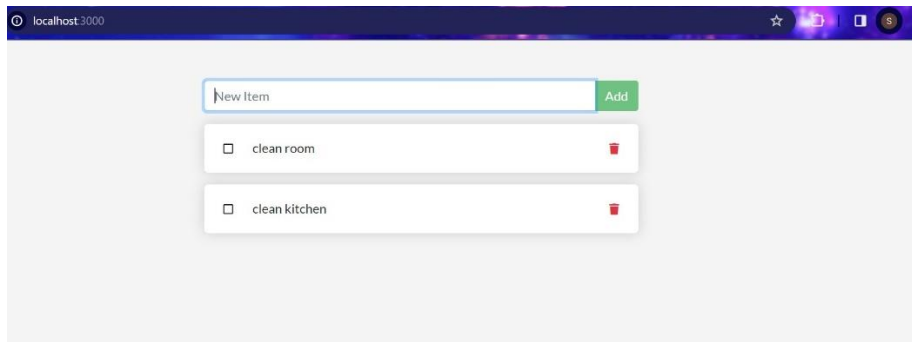 localhost:3000
S
New Item
Add
clean room
clean kitchen